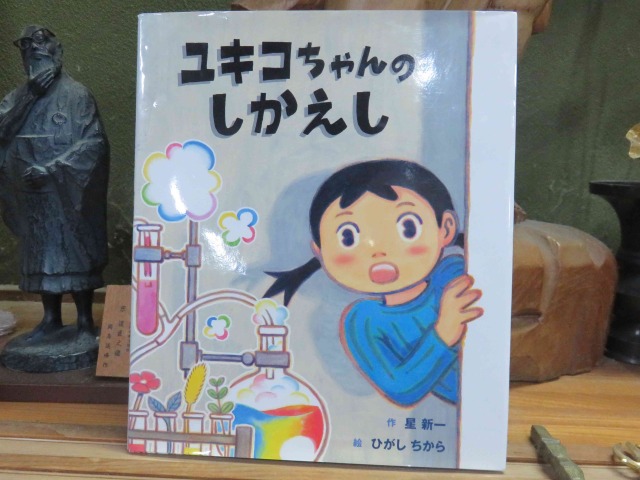 ユキコちゃんの
しかえし
作 星 新一
絵 ひがし ちから